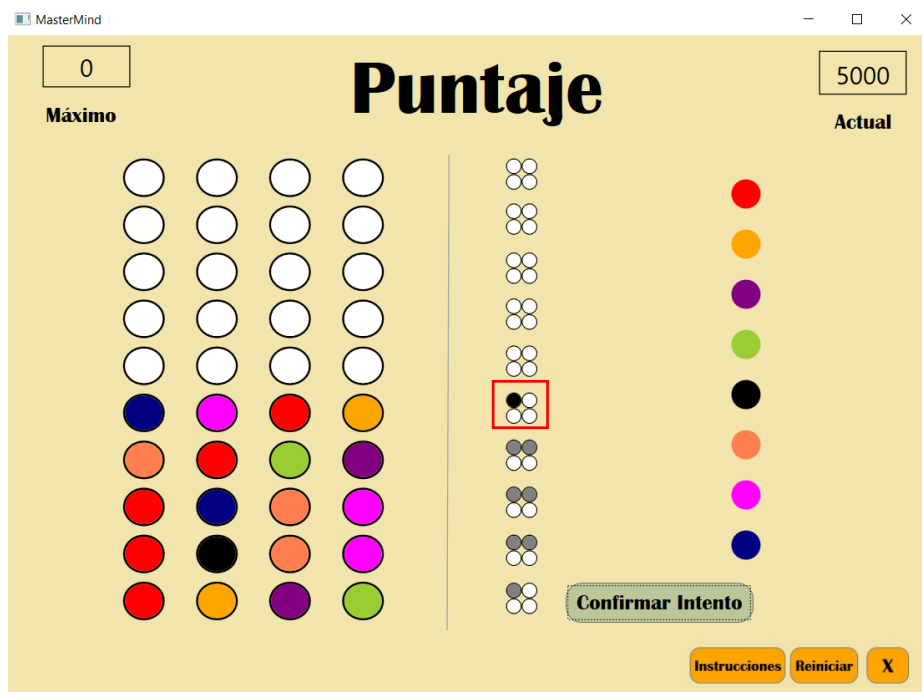 MasterMind
0
Puntaje
5000
Máximo
Actual
Confirmar Intento
Instrucciones
Reiniciar
X